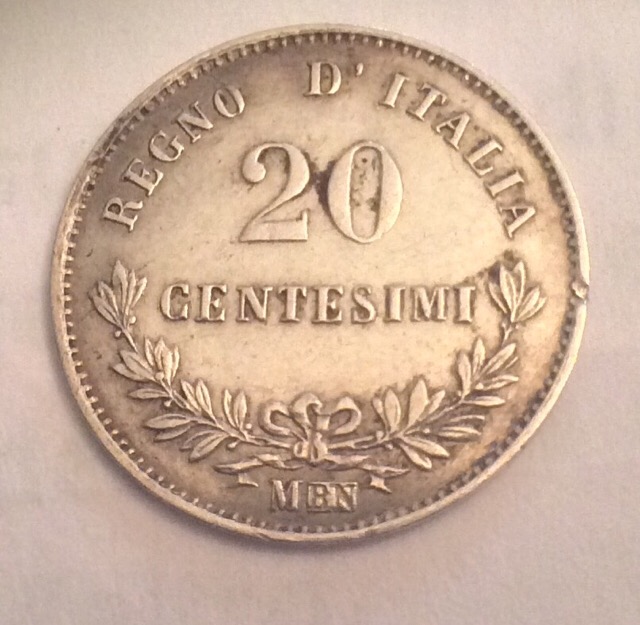 REGNO D'ITALIA
20
CENTESIMI
M BN